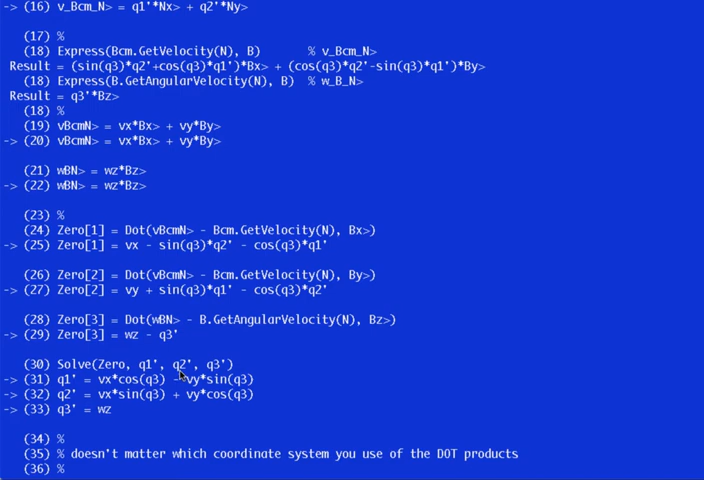 -> (16) v_Bcm_N> = q1'*Nx> + q2'*Ny>
(17) %
(18) Express(Bcm.GetVelocity(N), B) % v_Bcm_N>
Result = (sin(q3)*q2'+cos(q3)*q1')*Bx> + (cos(q3)*q2'-sin(q3)*q1')*By>
(18) Express(B.GetAngularVelocity(N), B) % w_B_N>
Result = q3'*Bz>
(18) %
(19) vBcmN> = vx*Bx> + vy*By>
-> (20) vBcmN> = vx*Bx> + vy*By>
(21) wBN> = wz*Bz>
-> (22) wBN> = wz*Bz>
(23) %
(24) Zero[1] = Dot(vBcmN> - Bcm.GetVelocity(N), Bx>)
-> (25) Zero[1] = vx - sin(q3)*q2' - cos(q3)*q1'
(26) Zero[2] = Dot(vBcmN> - Bcm.GetVelocity(N), By>)
-> (27) Zero[2] = vy + sin(q3)*q1' - cos(q3)*q2'
(28) Zero[3] = Dot(wBN> - B.GetAngularVelocity(N), Bz>)
-> (29) Zero[3] = wz - q3'
(30) Solve(Zero, q1', q2', q3')
-> (31) q1' = vx*cos(q3) - vy*sin(q3)
-> (32) q2' = vx*sin(q3) + vy*cos(q3)
-> (33) q3' = wz
(34) %
(35) % doesn't matter which coordinate system you use of the DOT products
(36) %